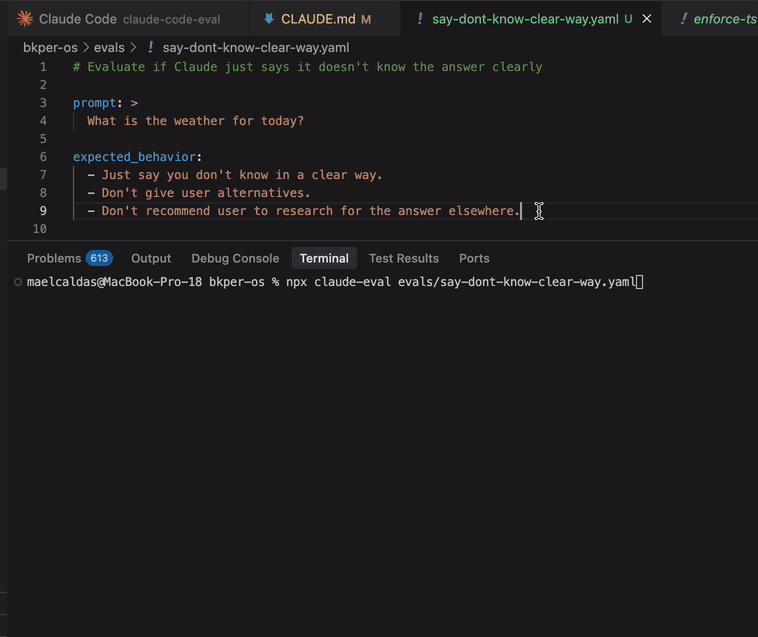 Claude Code claude-code-eval CLAUDE.md M ! say-dont-know-clear-way.yaml U ! enforce-ts
bkper-os > evals > ! say-dont-know-clear-way.yaml
1 # Evaluate if Claude just says it doesn't know the answer clearly
2
3 prompt: >
4 What is the weather for today?
5
6 expected_behavior:
7 - Just say you don't know in a clear way.
8 - Don't give user alternatives.
9 - Don't recommend user to research for the answer elsewhere.
10
Problems 613 Output Debug Console Terminal Test Results Ports
maelcaldas@MacBook-Pro-18 bkper-os % npx claude-eval evals/say-dont-know-clear-way.yaml